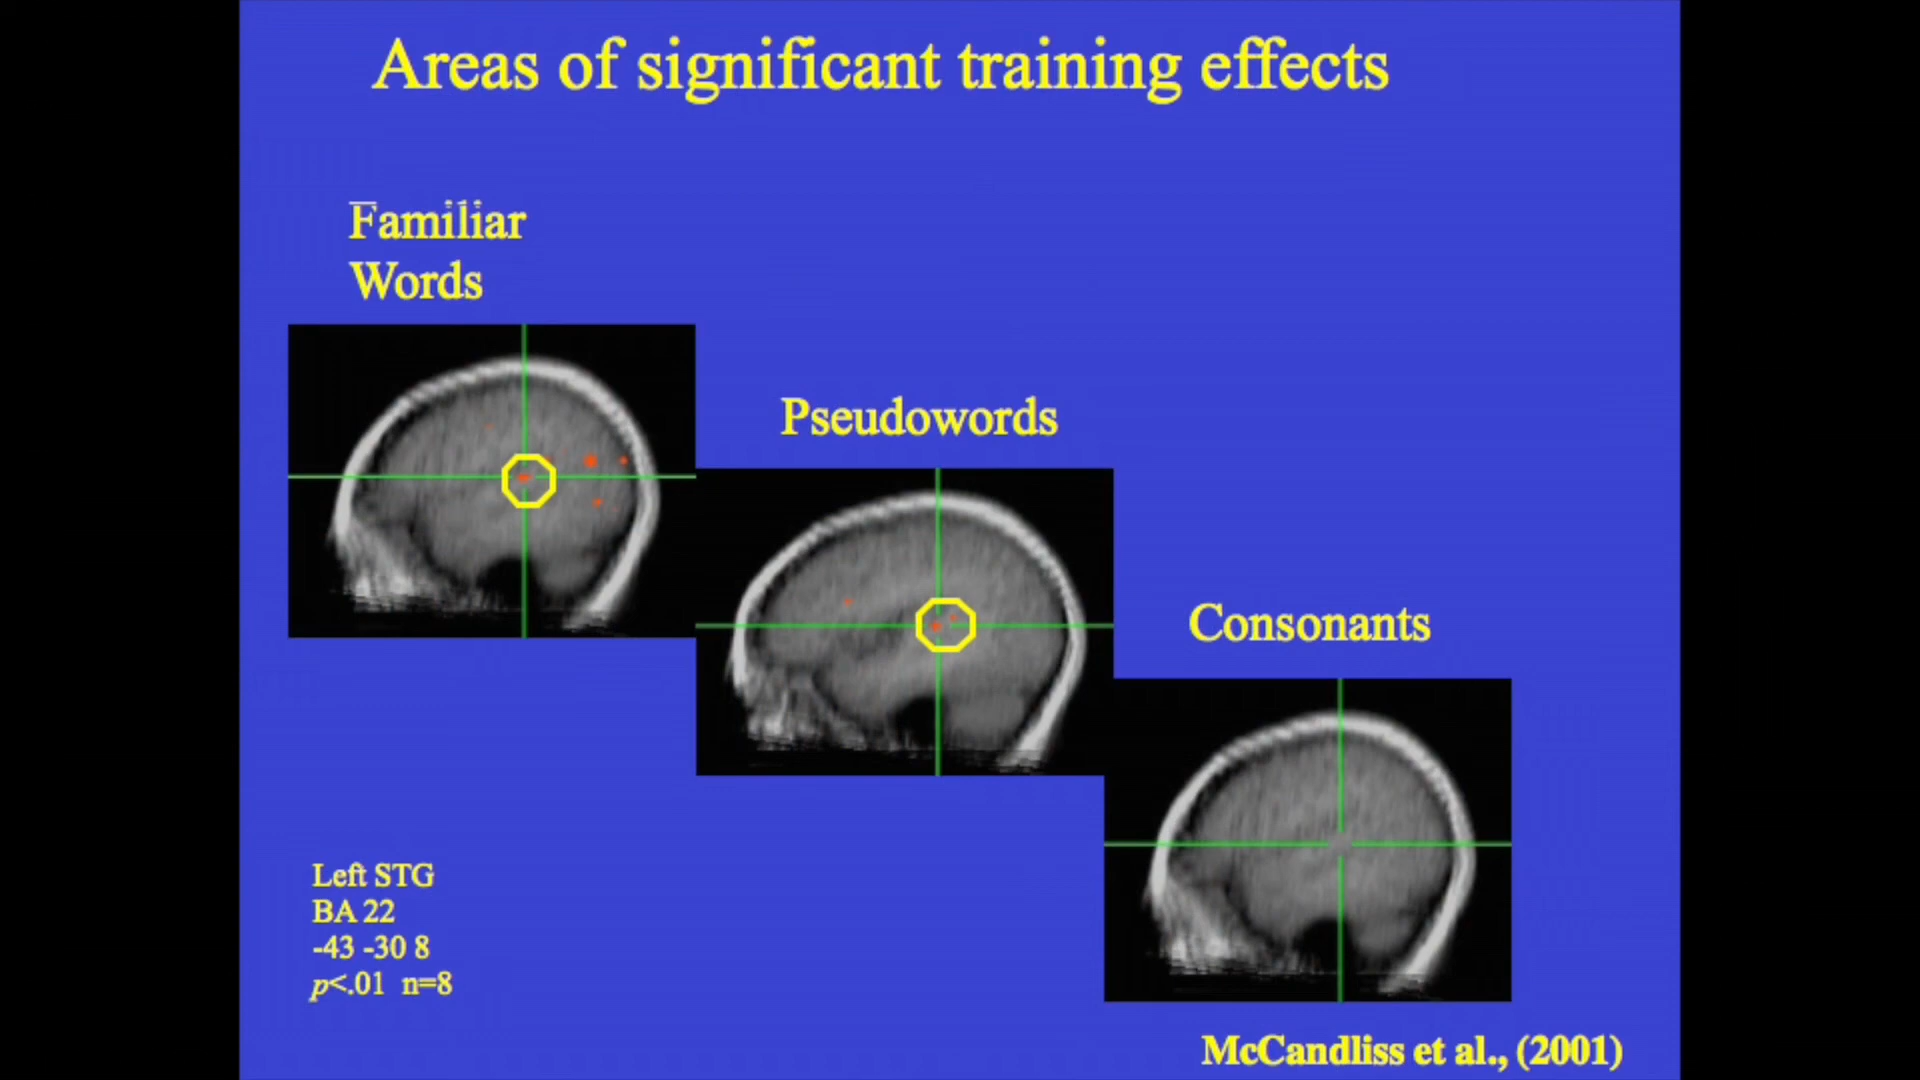 Areas of significant training effects
Familiar
Words
Pseudowords
Consonants
Left STG
BA 22
-43 -30 8
p<.01 n=8
McCandliss et al., (2001)